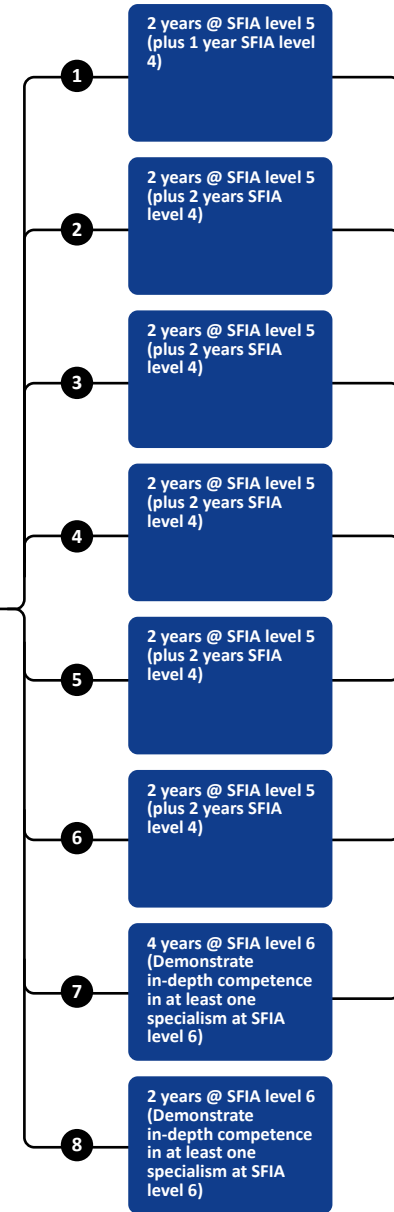 1
2 years @ SFIA level 5
(plus 1 year SFIA level
4)
2
2 years @ SFIA level 5
(plus 2 years SFIA
level 4)
3
2 years @ SFIA level 5
(plus 2 years SFIA
level 4)
4
2 years @ SFIA level 5
(plus 2 years SFIA
level 4)
5
2 years @ SFIA level 5
(plus 2 years SFIA
level 4)
6
2 years @ SFIA level 5
(plus 2 years SFIA
level 4)
7
4 years @ SFIA level 6
(Demonstrate
in-depth competence
in at least one
specialism at SFIA
level 6)
8
2 years @ SFIA level 6
(Demonstrate
in-depth competence
in at least one
specialism at SFIA
level 6)